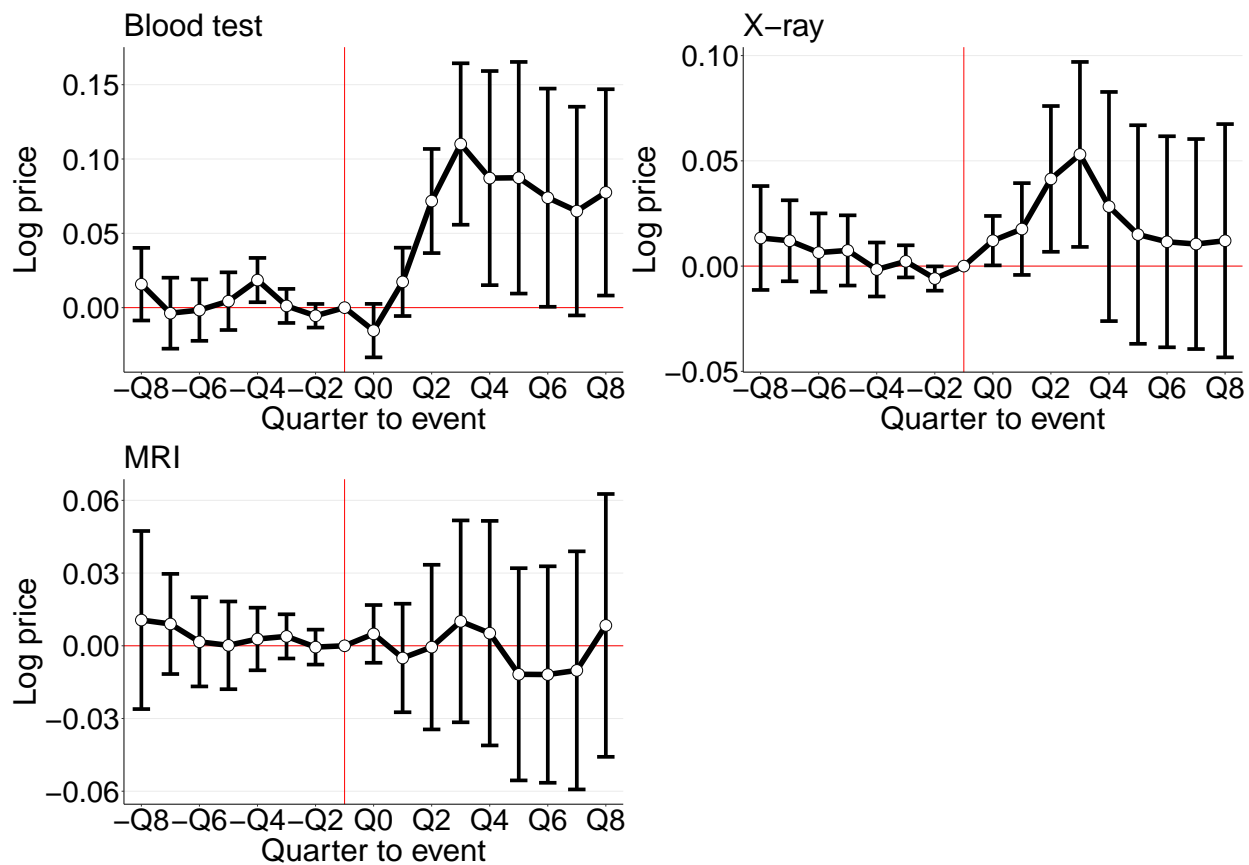 Blood test
Log price
0.15
0.10
0.05
0.00
−Q8 −Q6 −Q4 −Q2 Q0 Q2 Q4 Q6 Q8
Quarter to event
X−ray
Log price
0.10
0.05
0.00
−0.05
−Q8 −Q6 −Q4 −Q2 Q0 Q2 Q4 Q6 Q8
Quarter to event
MRI
Log price
0.06
0.03
0.00
−0.03
−0.06
−Q8 −Q6 −Q4 −Q2 Q0 Q2 Q4 Q6 Q8
Quarter to event